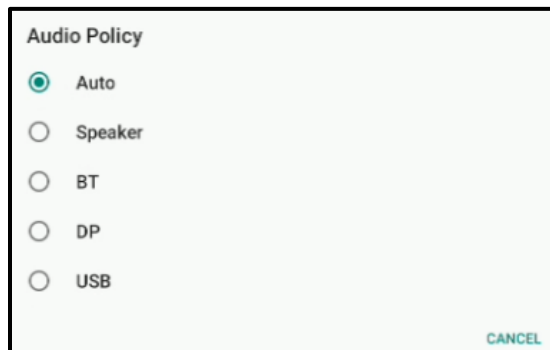 Audio Policy
Auto
Speaker
BT
DP
USB
CANCEL